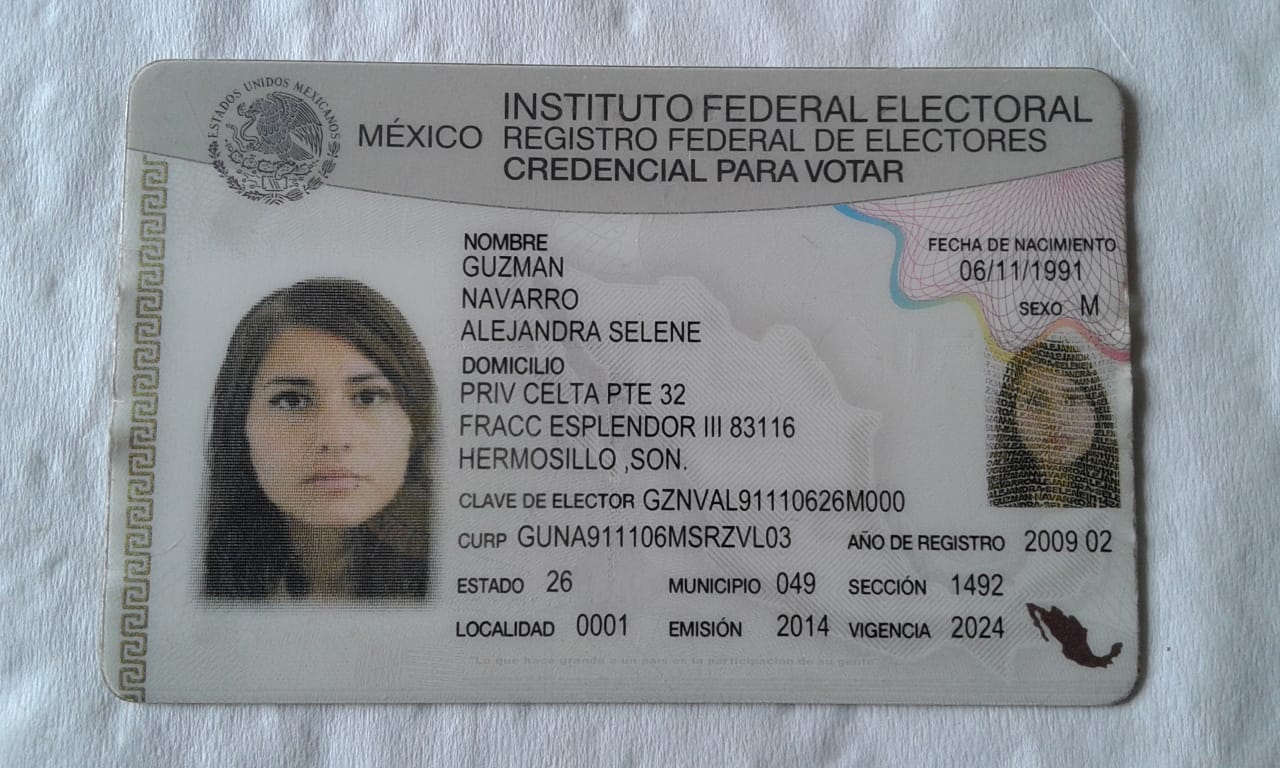 ESTADOS UNIDOS MEXICANOS
MÉXICO
INSTITUTO FEDERAL ELECTORAL
REGISTRO FEDERAL DE ELECTORES
CREDENCIAL PARA VOTAR
NOMBRE
GUZMAN
NAVARRO
ALEJANDRA SELENE
FECHA DE NACIMIENTO
06/11/1991
SEXO M
DOMICILIO
PRIV CELTA PTE 32
FRACC ESPLENDOR III 83116
HERMOSILLO ,SON.
CLAVE DE ELECTOR GZNVAL91110626M000
CURP GUNA911106MSRZVL03 AÑO DE REGISTRO 2009 02
ESTADO 26 MUNICIPIO 049 SECCIÓN 1492
LOCALIDAD 0001 EMISIÓN 2014 VIGENCIA 2024
"Lo que hace grande a un país es la participación de su gente"